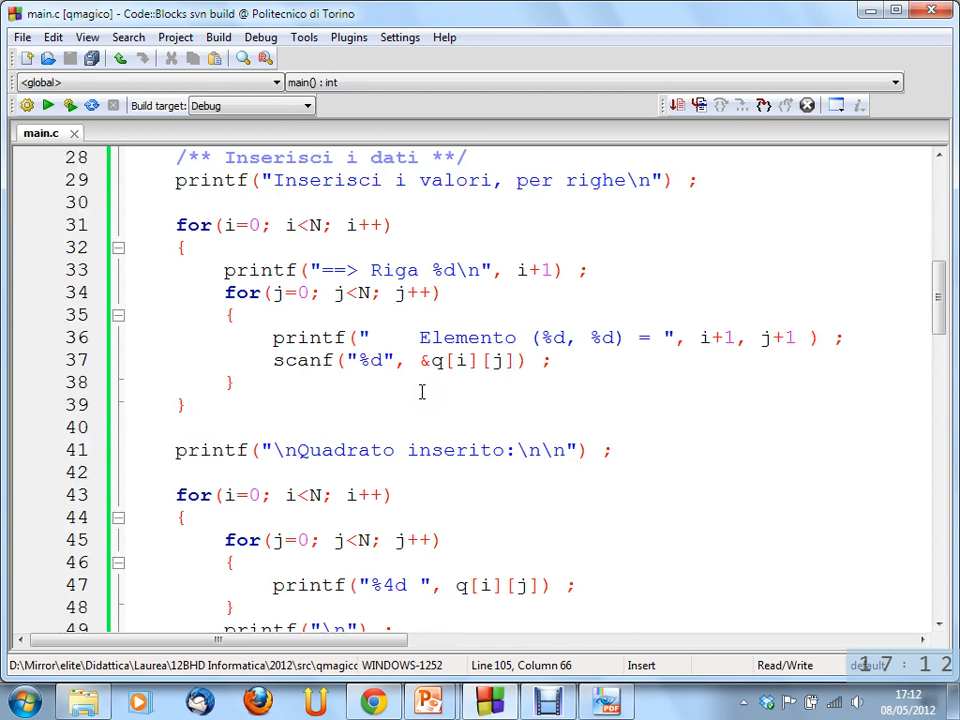 main.c [qmagico] - Code::Blocks svn build @ Politecnico di Torino
File Edit View Search Project Build Debug Tools Plugins Settings Help
<global> main() : int
Build target: Debug
main.c
28 /** Inserisci i dati **/
29 printf("Inserisci i valori, per righe\n") ;
30
31 for(i=0; i<N; i++)
32 {
33 printf("==> Riga %d\n", i+1) ;
34 for(j=0; j<N; j++)
35 {
36 printf("    Elemento (%d, %d) = ", i+1, j+1 ) ;
37 scanf("%d", &q[i][j]) ;
38 }
39 }
40
41 printf("\nQuadrato inserito:\n\n") ;
42
43 for(i=0; i<N; i++)
44 {
45 for(j=0; j<N; j++)
46 {
47 printf("%4d ", q[i][j]) ;
48 }
49 printf("\n") ;
D:\Mirror\elite\Didattica\Laurea\12BHD Informatica\2012\src\qmagicc WINDOWS-1252 Line 105, Column 66 Insert Read/Write default 17:12
17:12
08/05/2012